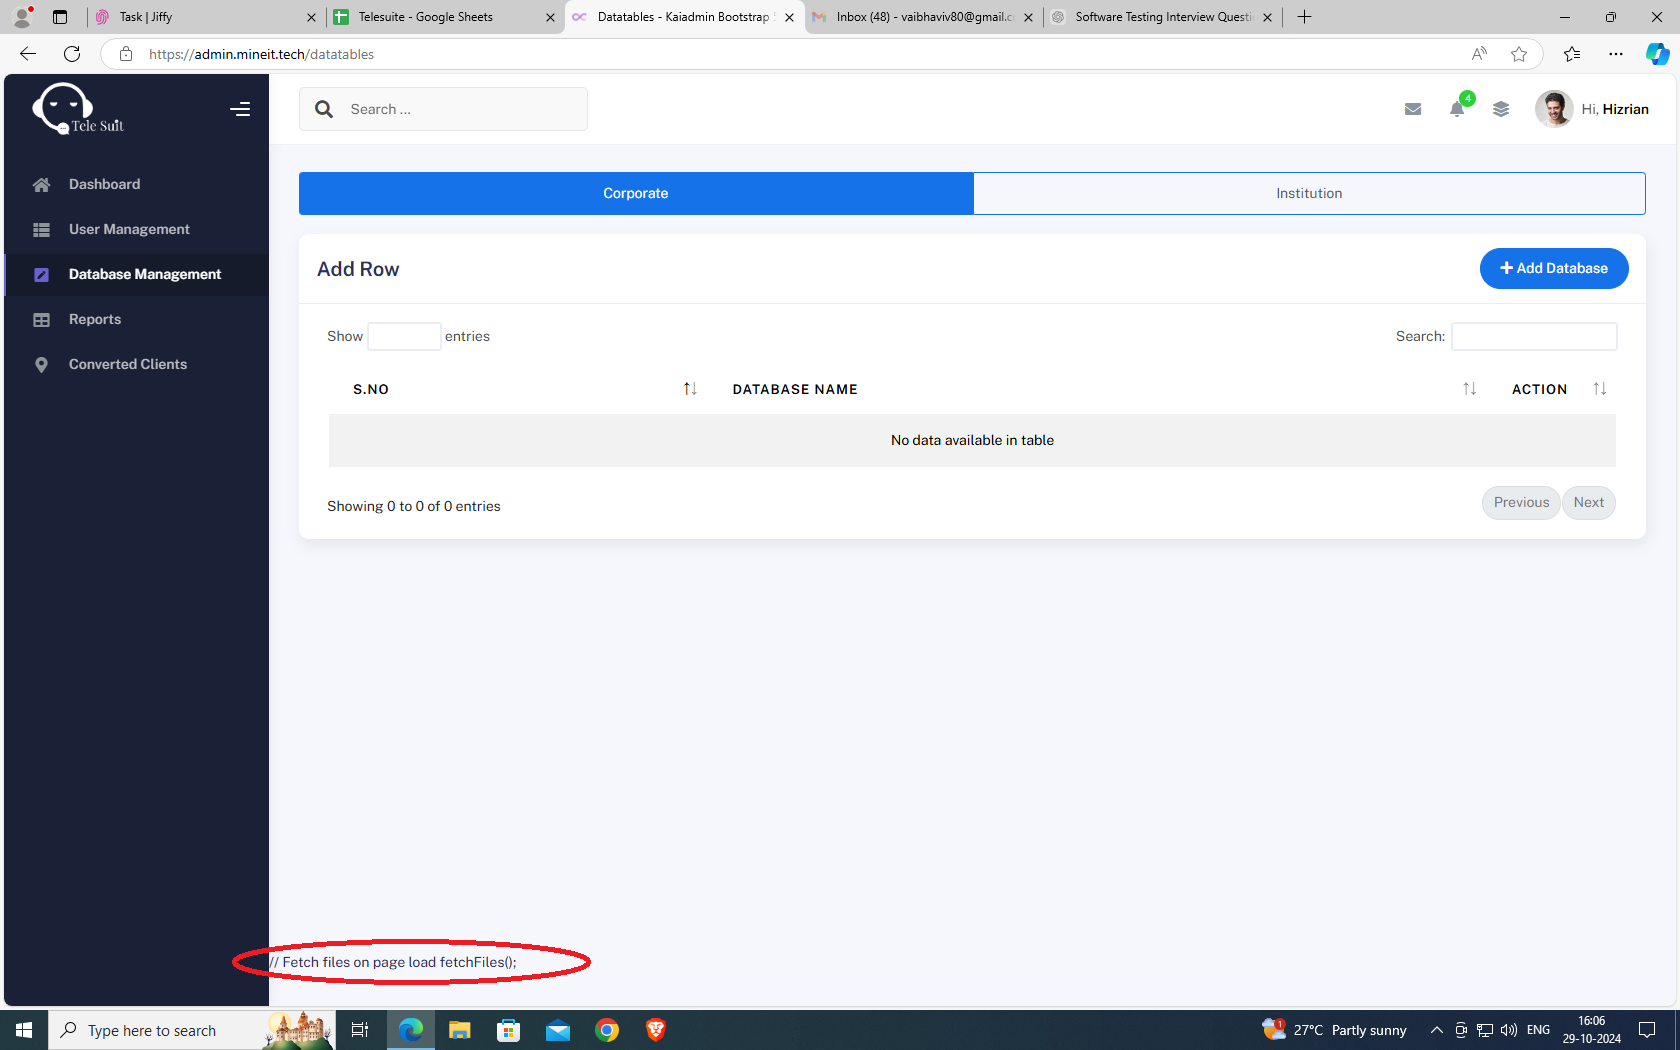 Task | Jiffy
Telesuite - Google Sheets
Datatables - Kaiadmin Bootstrap
Inbox (48) - vaibhaviv80@gmail.c
Software Testing Interview Questi
https://admin.mineit.tech/datatables
Tele Suit
Search ...
4
Hi, Hizrian
Dashboard
User Management
Database Management
Reports
Converted Clients
Corporate
Institution
Add Row
+ Add Database
Show entries
Search:
S.NO
DATABASE NAME
ACTION
No data available in table
Showing 0 to 0 of 0 entries
Previous
Next
// Fetch files on page load fetchFiles();
Type here to search
1
27°C Partly sunny
ENG
16:06
29-10-2024